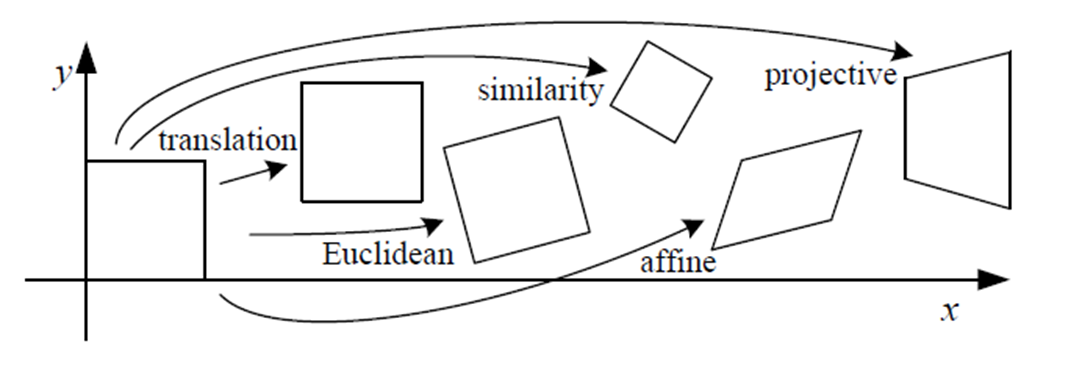 y
similarity
projective
translation
Euclidean
affine
x